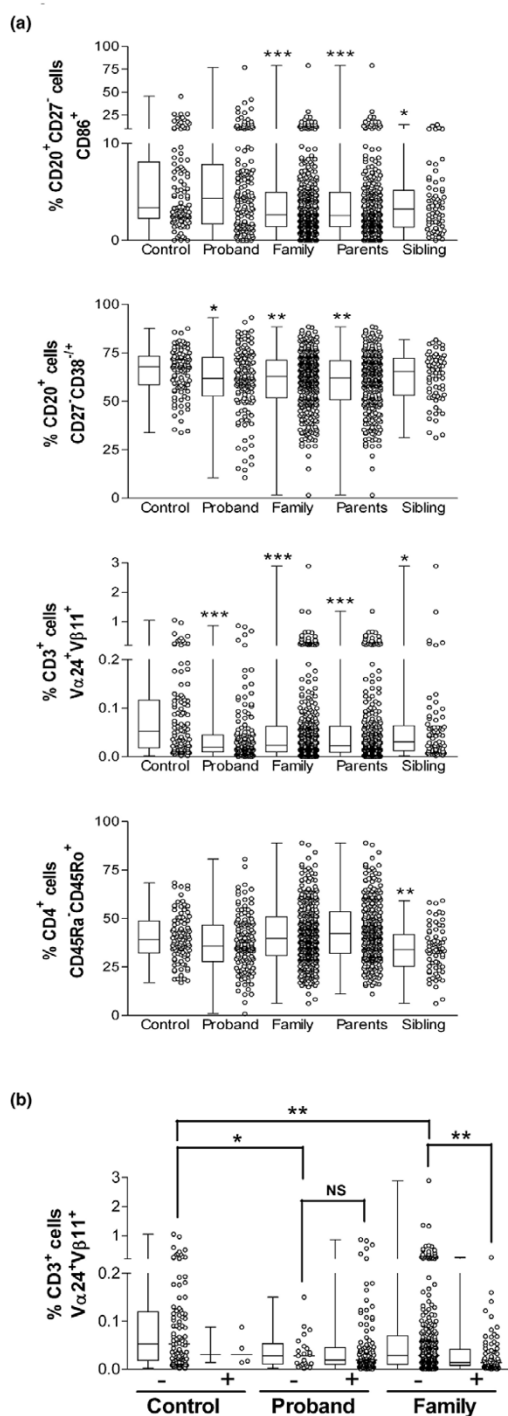 (a)
% CD20⁺CD27⁻ cells
CD86⁺
100
75
50
25
10
0
***
***
*
Control Proband Family Parents Sibling
% CD20⁺ cells
CD27⁻CD38⁻/⁺
100
75
50
25
0
*
**
**
Control Proband Family Parents Sibling
% CD3⁺ cells
Vα24⁺Vβ11⁺
3
2
1
0.2
0.1
0.0
***
***
***
*
Control Proband Family Parents Sibling
% CD4⁺ cells
CD45Ra⁻CD45Ro⁺
100
75
50
25
0
**
Control Proband Family Parents Sibling
(b)
% CD3⁺ cells
Vα24⁺Vβ11⁺
3
2
1
0.2
0.1
0.0
**
*
**
NS
- + - + - +
Control Proband Family